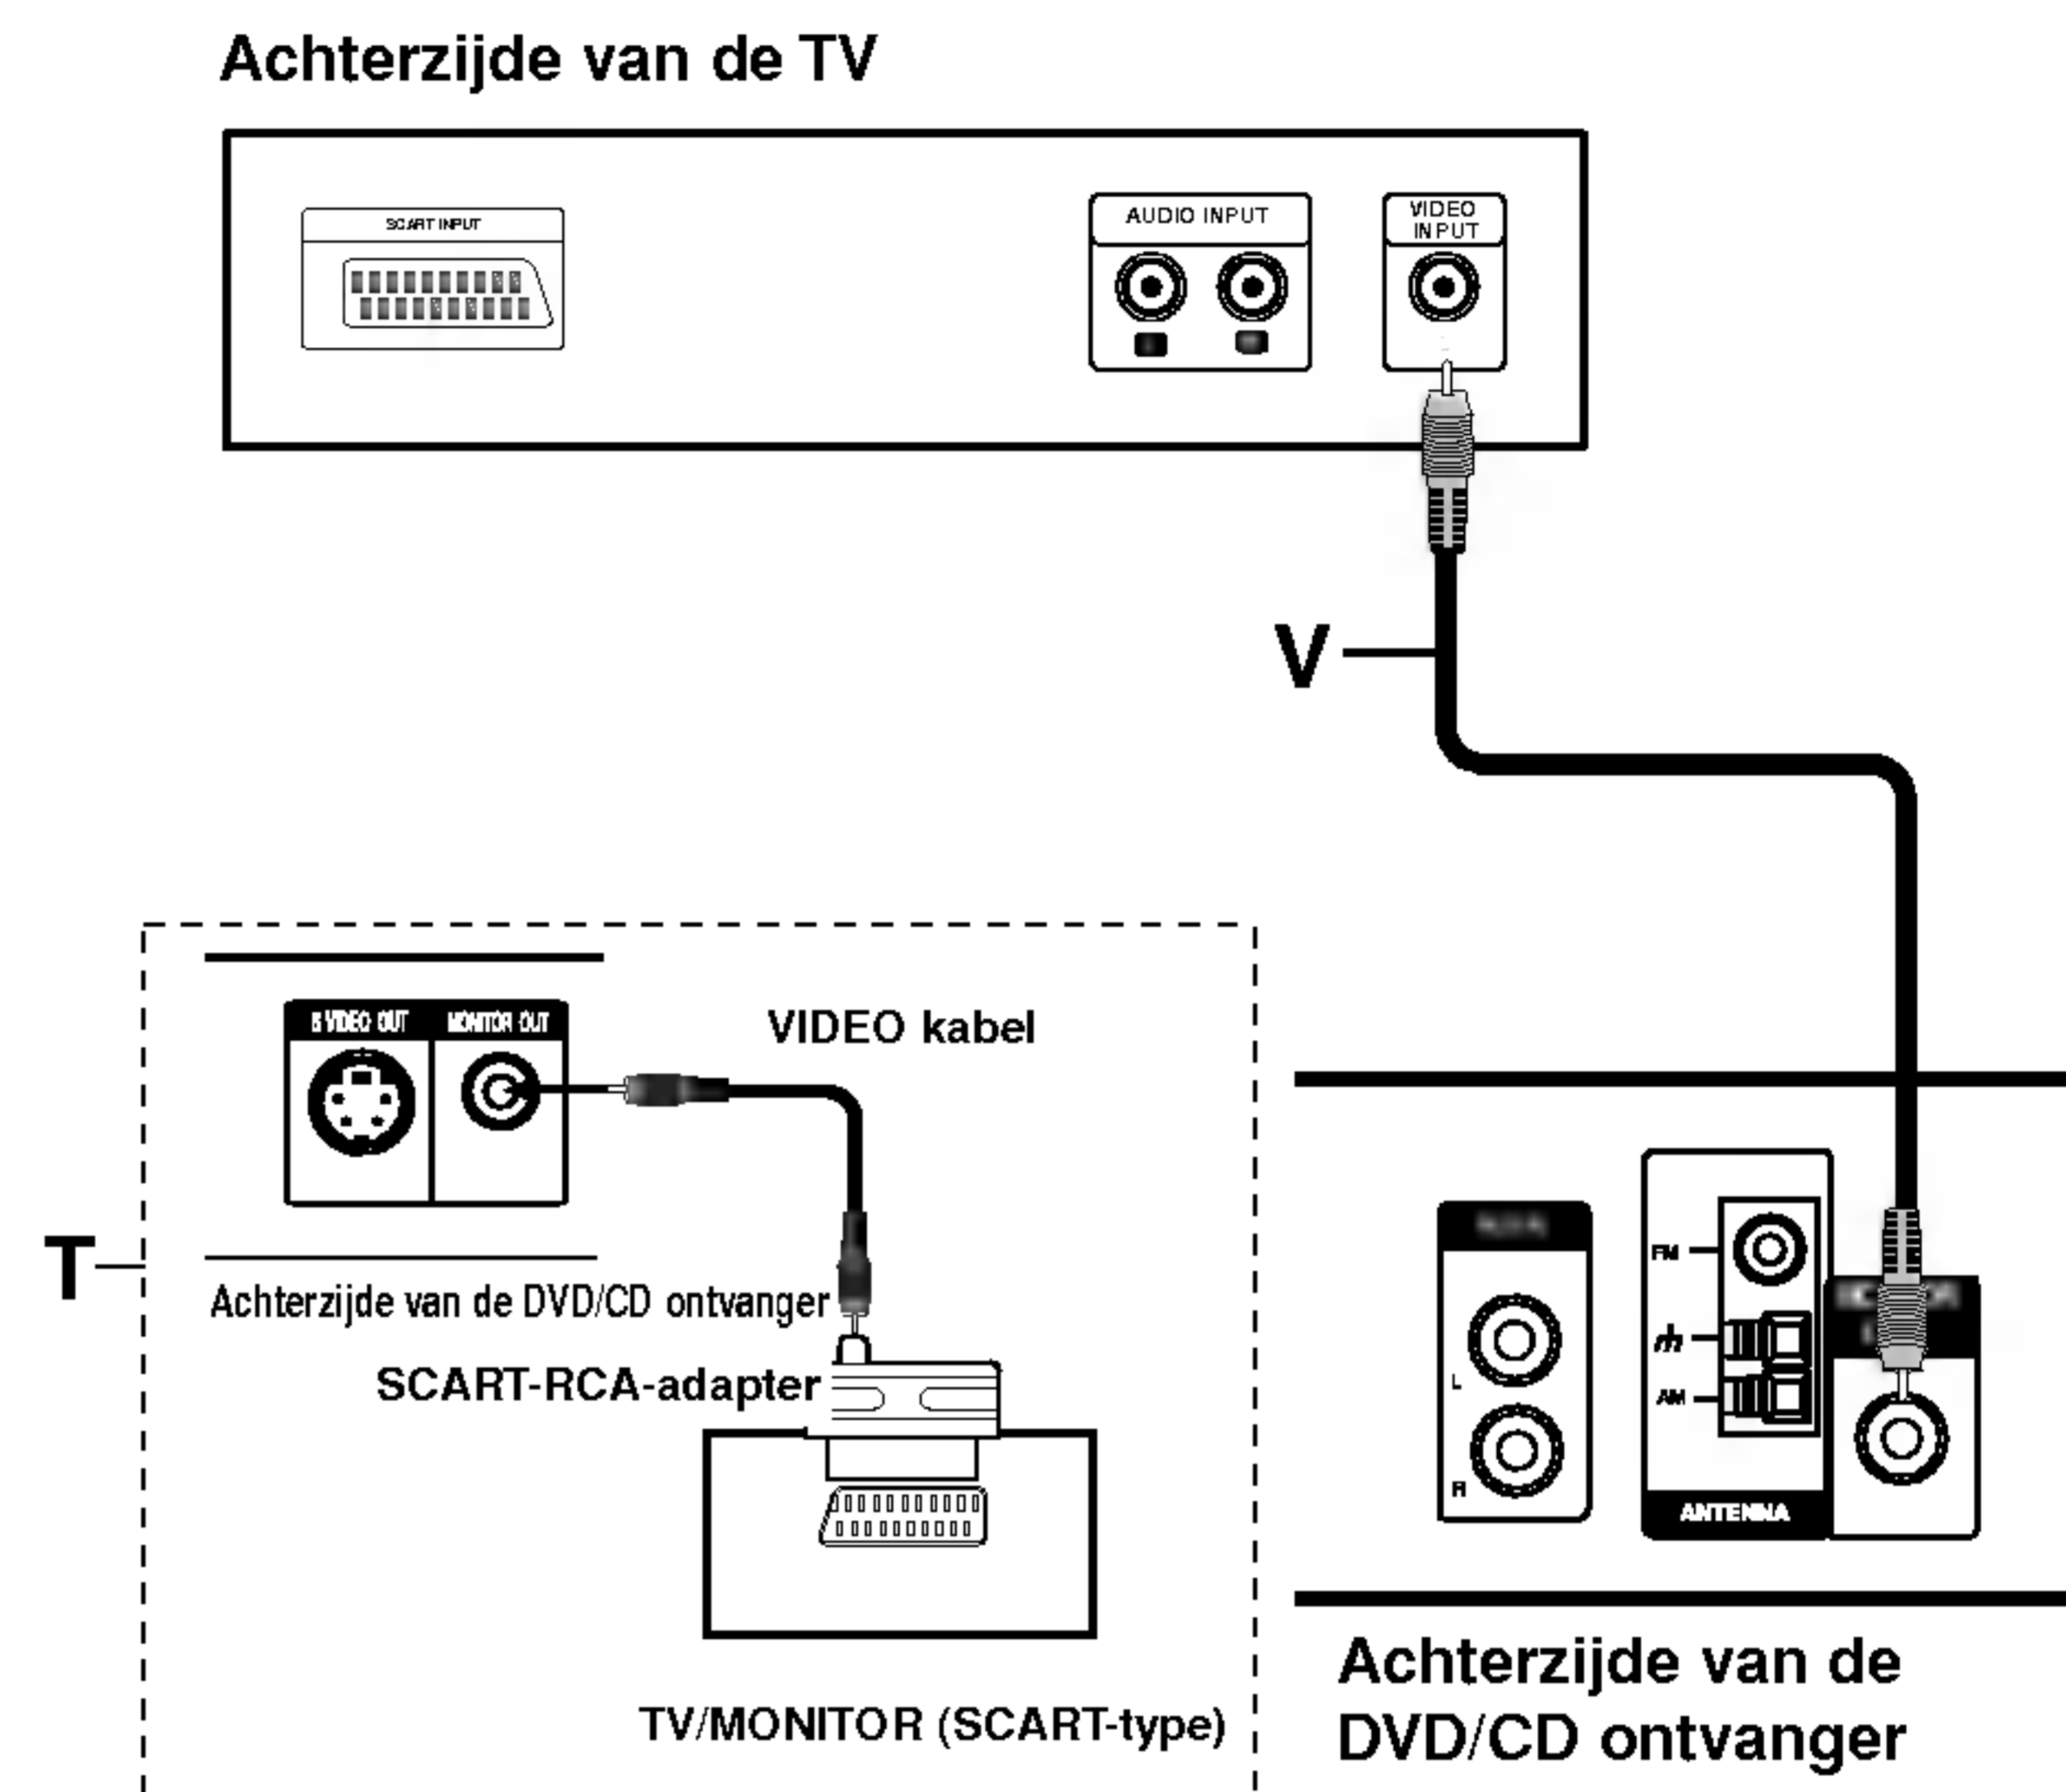 Achterzijde van de TV
SCART INPUT
AUDIO INPUT
VIDEO
INPUT
V
S VIDEO OUT
MONITOR OUT
VIDEO kabel
T
Achterzijde van de DVD/CD ontvanger
SCART-RCA-adapter
TV/MONITOR (SCART-type)
FM
AM
L
R
ANTENNA
Achterzijde van de
DVD/CD ontvanger